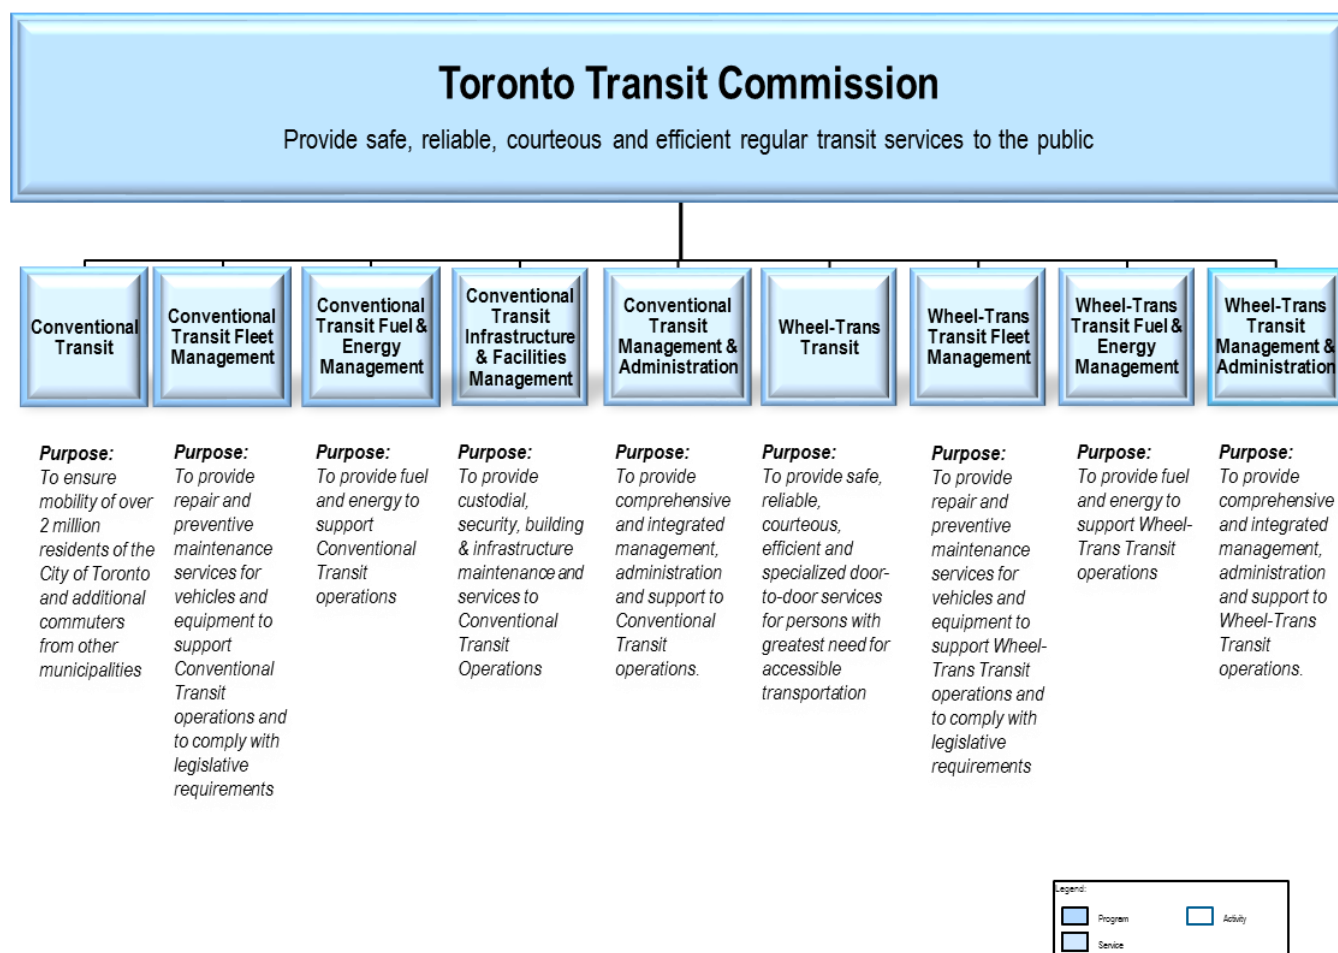 Toronto Transit Commission
Provide safe, reliable, courteous and efficient regular transit services to the public
Conventional
Transit
Conventional
Transit Fleet
Management
Conventional
Transit Fuel &
Energy
Management
Conventional
Transit
Infrastructure
& Facilities
Management
Conventional
Transit
Management &
Administration
Wheel-Trans
Transit
Wheel-Trans
Transit Fleet
Management
Wheel-Trans
Transit Fuel &
Energy
Management
Wheel-Trans
Transit
Management &
Administration
Purpose:
To ensure
mobility of over
2 million
residents of the
City of Toronto
and additional
commuters
from other
municipalities
Purpose:
To provide
repair and
preventive
maintenance
services for
vehicles and
equipment to
support
Conventional
Transit
operations and
to comply with
legislative
requirements
Purpose:
To provide fuel
and energy to
support
Conventional
Transit
operations
Purpose:
To provide
custodial,
security, building
& infrastructure
maintenance and
services to
Conventional
Transit
Operations
Purpose:
To provide
comprehensive
and integrated
management,
administration
and support to
Conventional
Transit
operations.
Purpose:
To provide safe,
reliable,
courteous,
efficient and
specialized door-
to-door services
for persons with
greatest need for
accessible
transportation
Purpose:
To provide
repair and
preventive
maintenance
services for
vehicles and
equipment to
support Wheel-
Trans Transit
operations and
to comply with
legislative
requirements
Purpose:
To provide fuel
and energy to
support Wheel-
Trans Transit
operations
Purpose:
To provide
comprehensive
and integrated
management,
administration
and support to
Wheel-Trans
Transit
operations.
Legend:
Program
Activity
Service